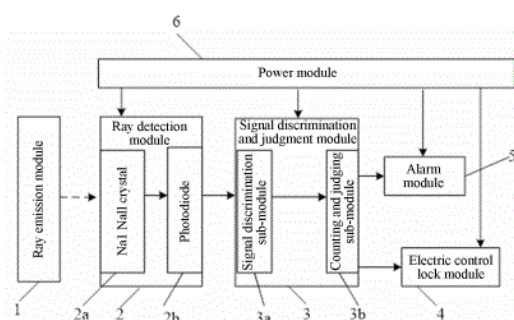 6
Power module
Ray detection
module
Signal discrimination
and judgment module
Ray emission module
Na1 Nall crystal
Photodiode
Signal discrimination
sub-module
Counting and judging
sub-module
Alarm
module
5
Electric control
lock module
1
2a
2
2b
3a
3
3b
4